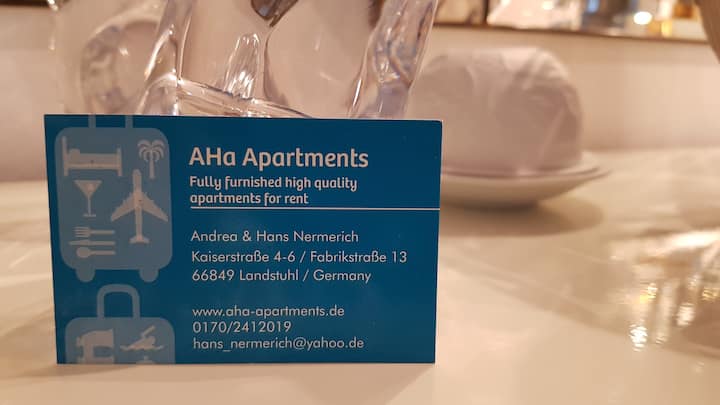 AHa Apartments
Fully furnished high quality
apartments for rent
Andrea & Hans Nermerich
Kaiserstraße 4-6 / Fabrikstraße 13
66849 Landstuhl / Germany
www.aha-apartments.de
0170/2412019
hans_nermerich@yahoo.de